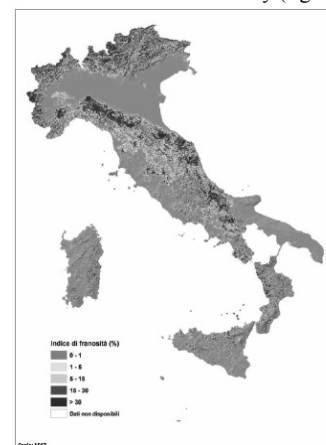 Indice di franosità (%)
0 - 1
1 - 5
5 - 15
15 - 30
> 30
Dati non disponibili